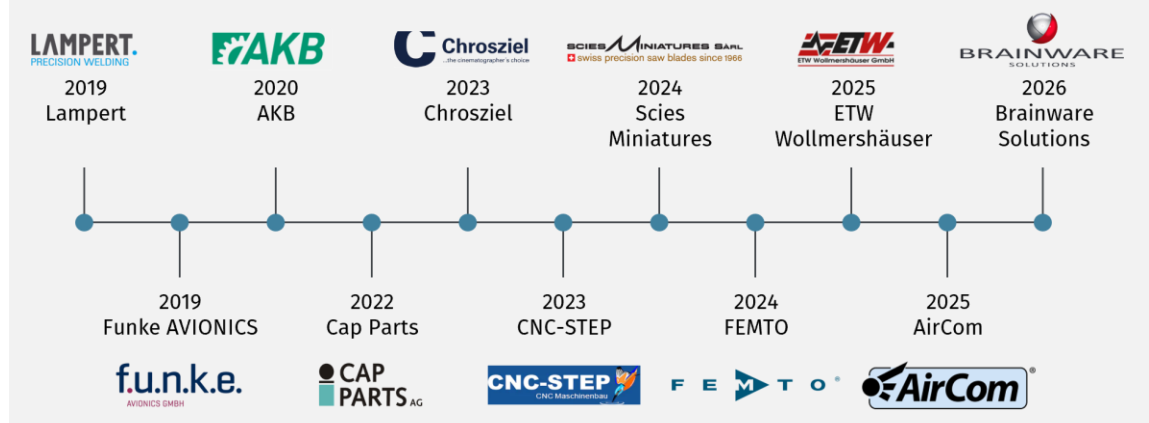 LAMPERT.
PRECISION WELDING
2019
Lampert
AKB
2020
AKB
Chrosziel
...the cinematographer's choice
2023
Chrosziel
SCIES MINIATURES SARL
swiss precision saw blades since 1966
2024
Scies
Miniatures
ETW
ETW Wollmershäuser GmbH
2025
ETW
Wollmershäuser
BRAINWARE
SOLUTIONS
2026
Brainware
Solutions
2019
Funke AVIONICS
f.u.n.k.e.
AVIONICS GMBH
2022
Cap Parts
CAP
PARTS AG
2023
CNC-STEP
CNC-STEP
CNC Maschinenbau
2024
FEMTO
FEMTO®
2025
AirCom
AirCom®